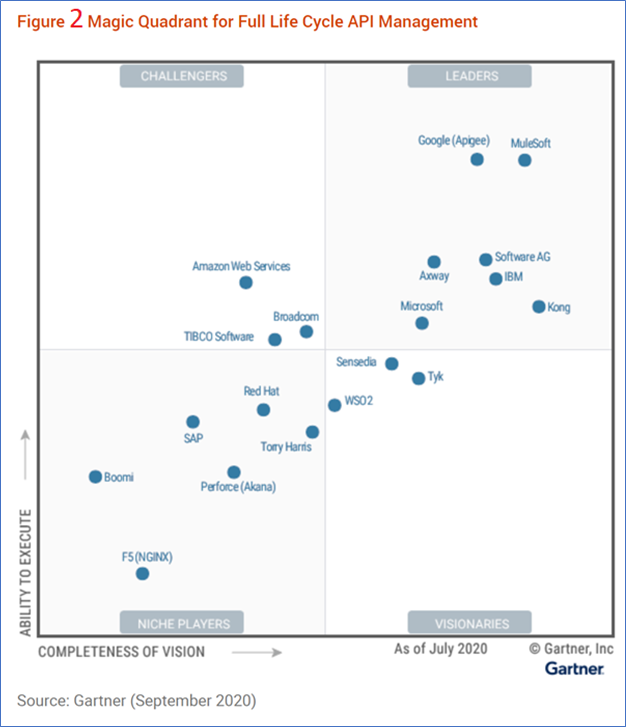 Figure 2 Magic Quadrant for Full Life Cycle API Management
CHALLENGERS
LEADERS
Google (Apigee)
MuleSoft
Amazon Web Services
Software AG
Axway
IBM
Microsoft
Kong
Broadcom
TIBCO Software
Sensedia
Tyk
Red Hat
WSO2
SAP
Torry Harris
Boomi
Perforce (Akana)
F5 (NGINX)
ABILITY TO EXECUTE
NICHE PLAYERS
VISIONARIES
COMPLETENESS OF VISION
As of July 2020
© Gartner, Inc
Gartner.
Source: Gartner (September 2020)